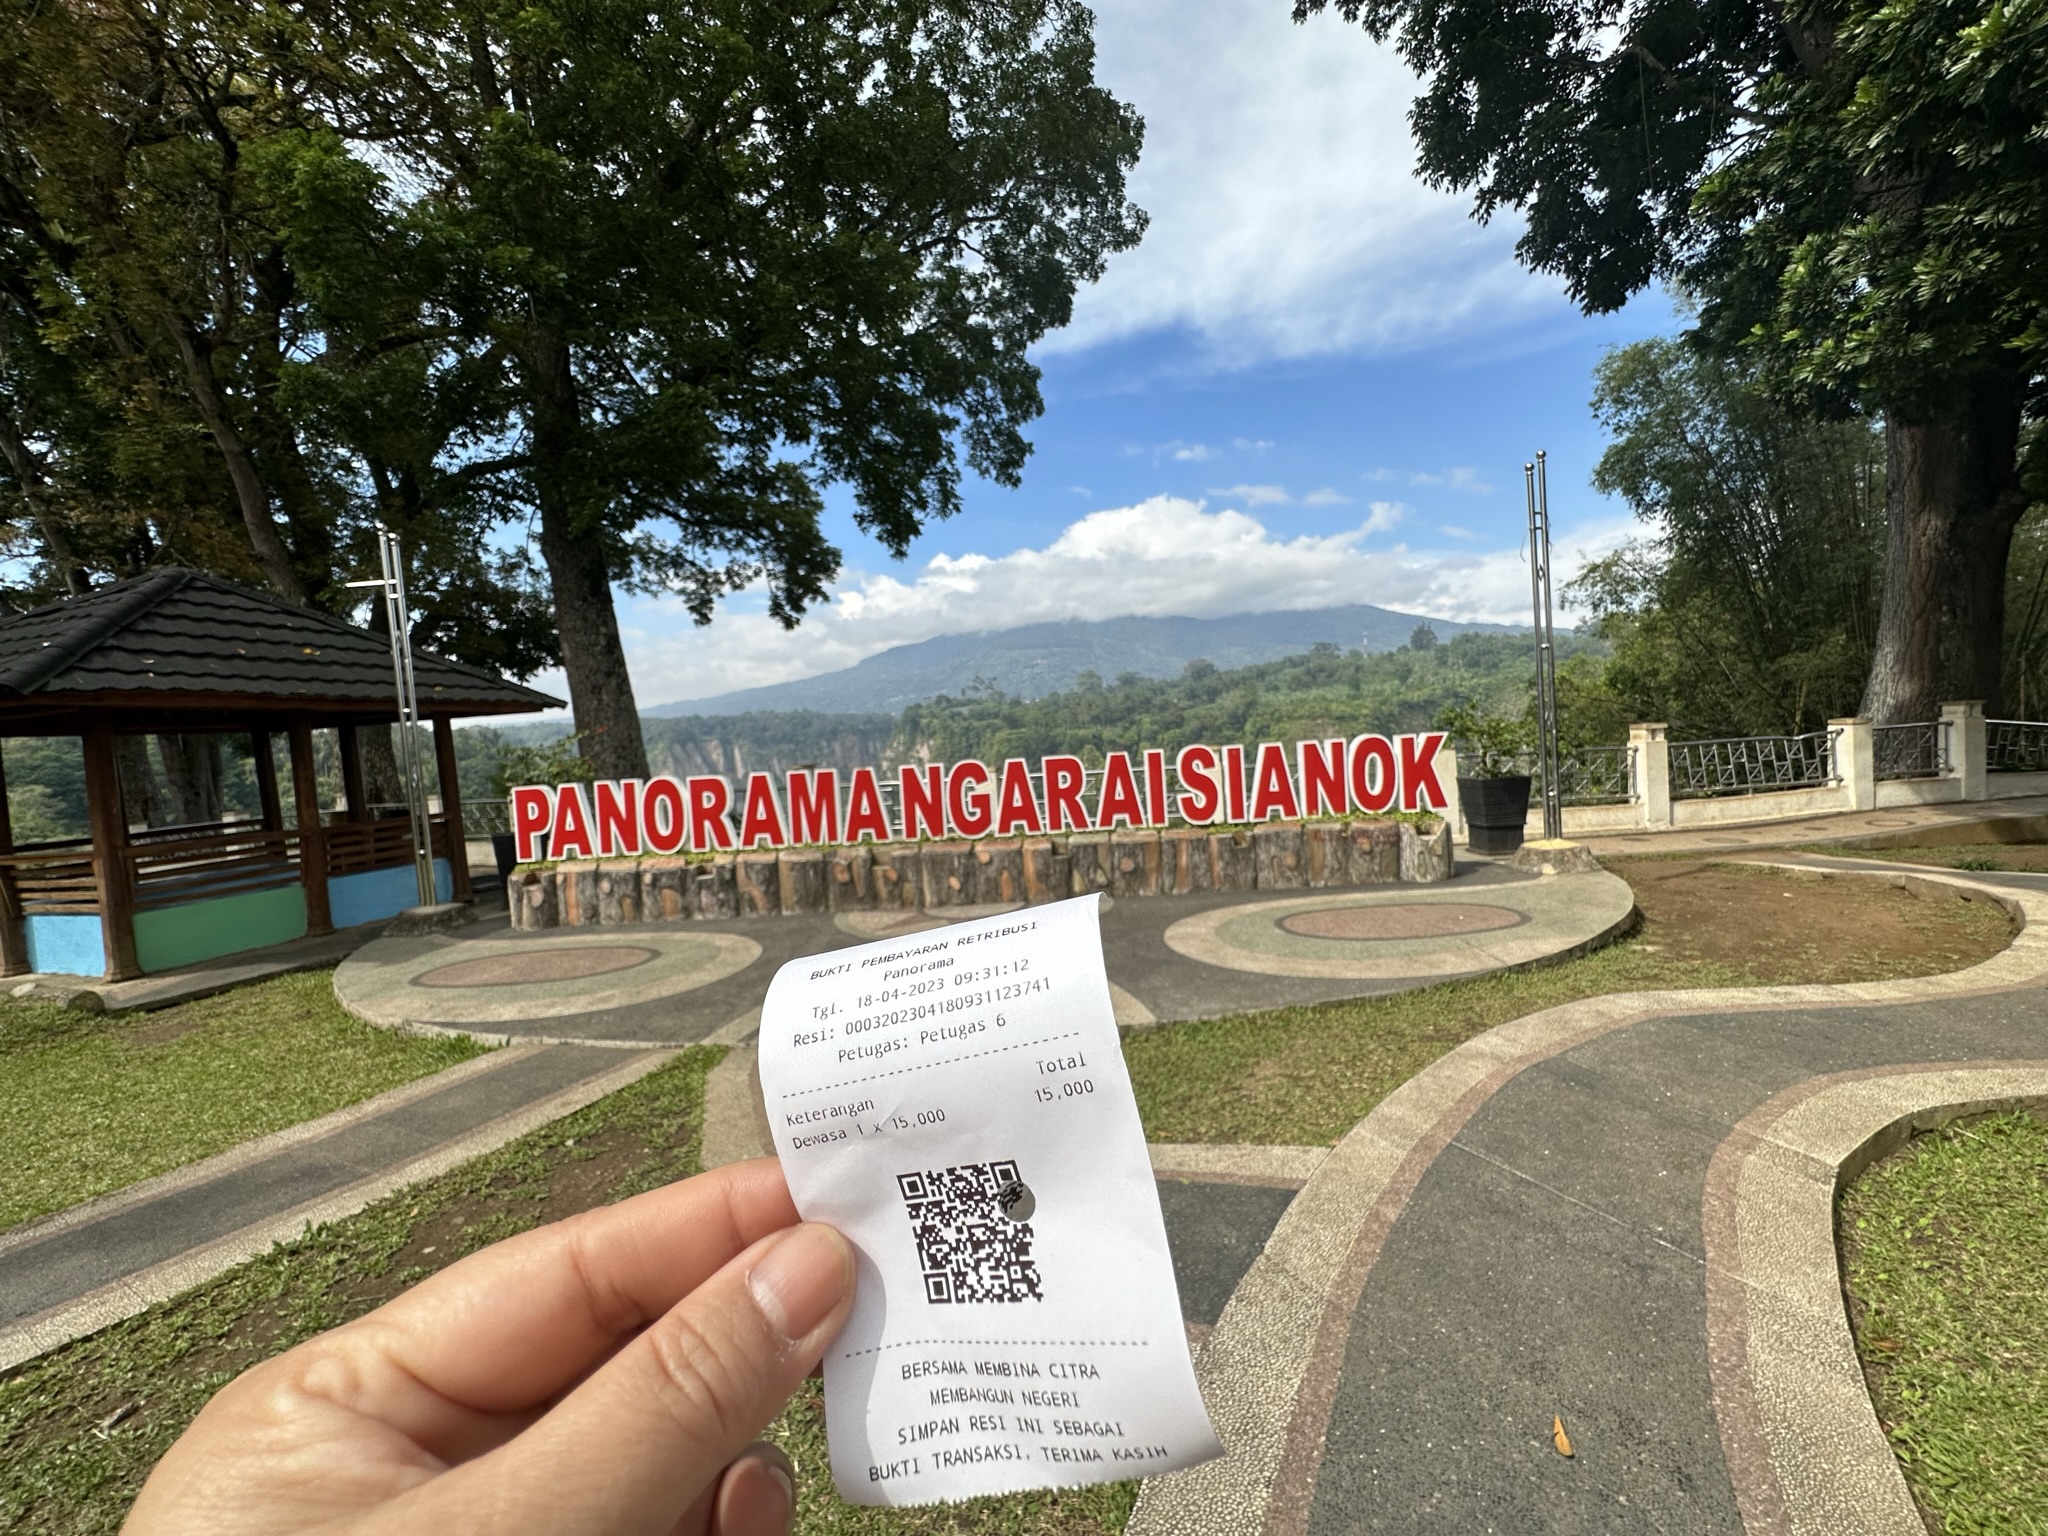 PANORAMA NGARAI SIANOK
BUKTI PEMBAYARAN RETRIBUSI
Panorama
Tgl. 18-04-2023 09:31:12
Resi: 0003202304180931123741
Petugas: Petugas 6
Total
Keterangan
15,000
Dewasa 1 x 15,000
BERSAMA MEMBINA CITRA
MEMBANGUN NEGERI
SIMPAN RESI INI SEBAGAI
BUKTI TRANSAKSI, TERIMA KASIH